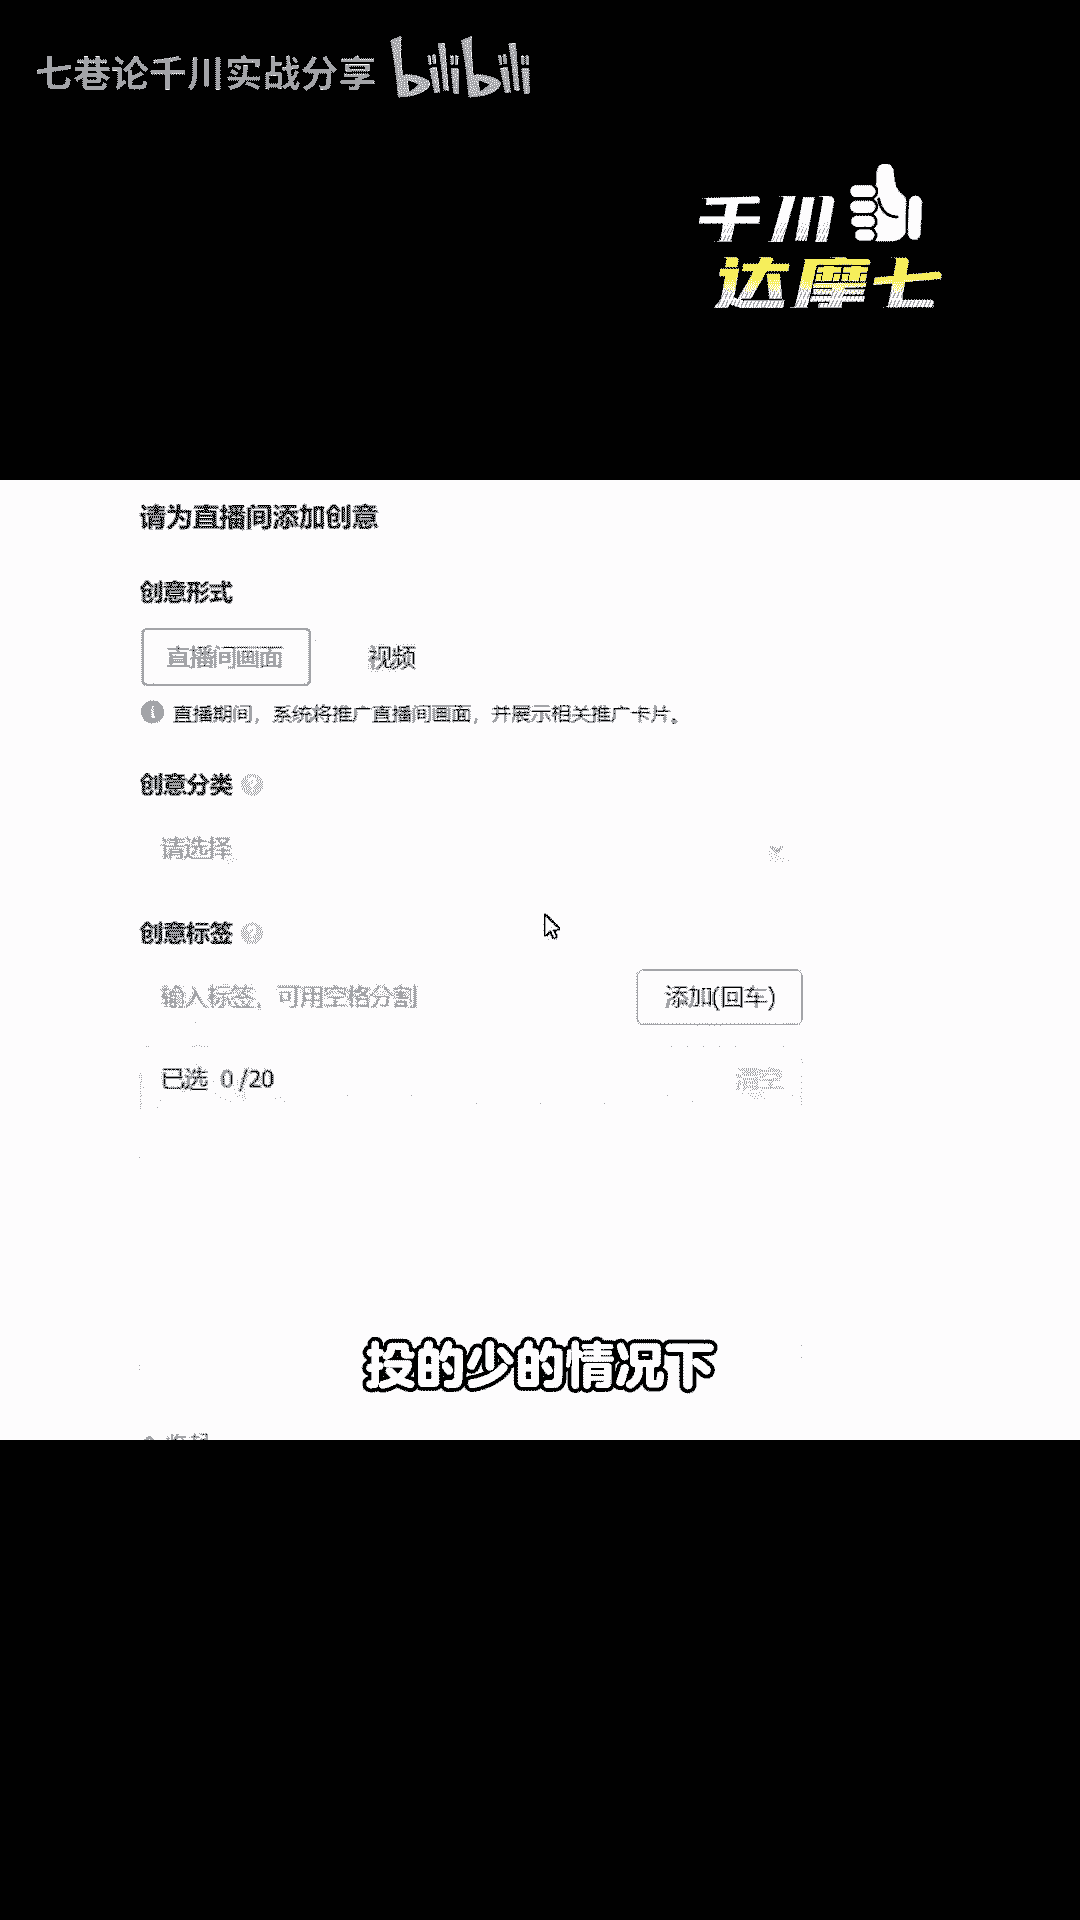 七巷论千川实战分享 bilibili
千川
达摩七
请为直播间添加创意
创意形式
直播间画面 视频
直播期间，系统将推广直播间画面，并展示相关推广卡片。
创意分类 ?
请选择
创意标签 ?
输入标签，可用空格分割 添加(回车)
已选 0 /20 清空
投的少的情况下